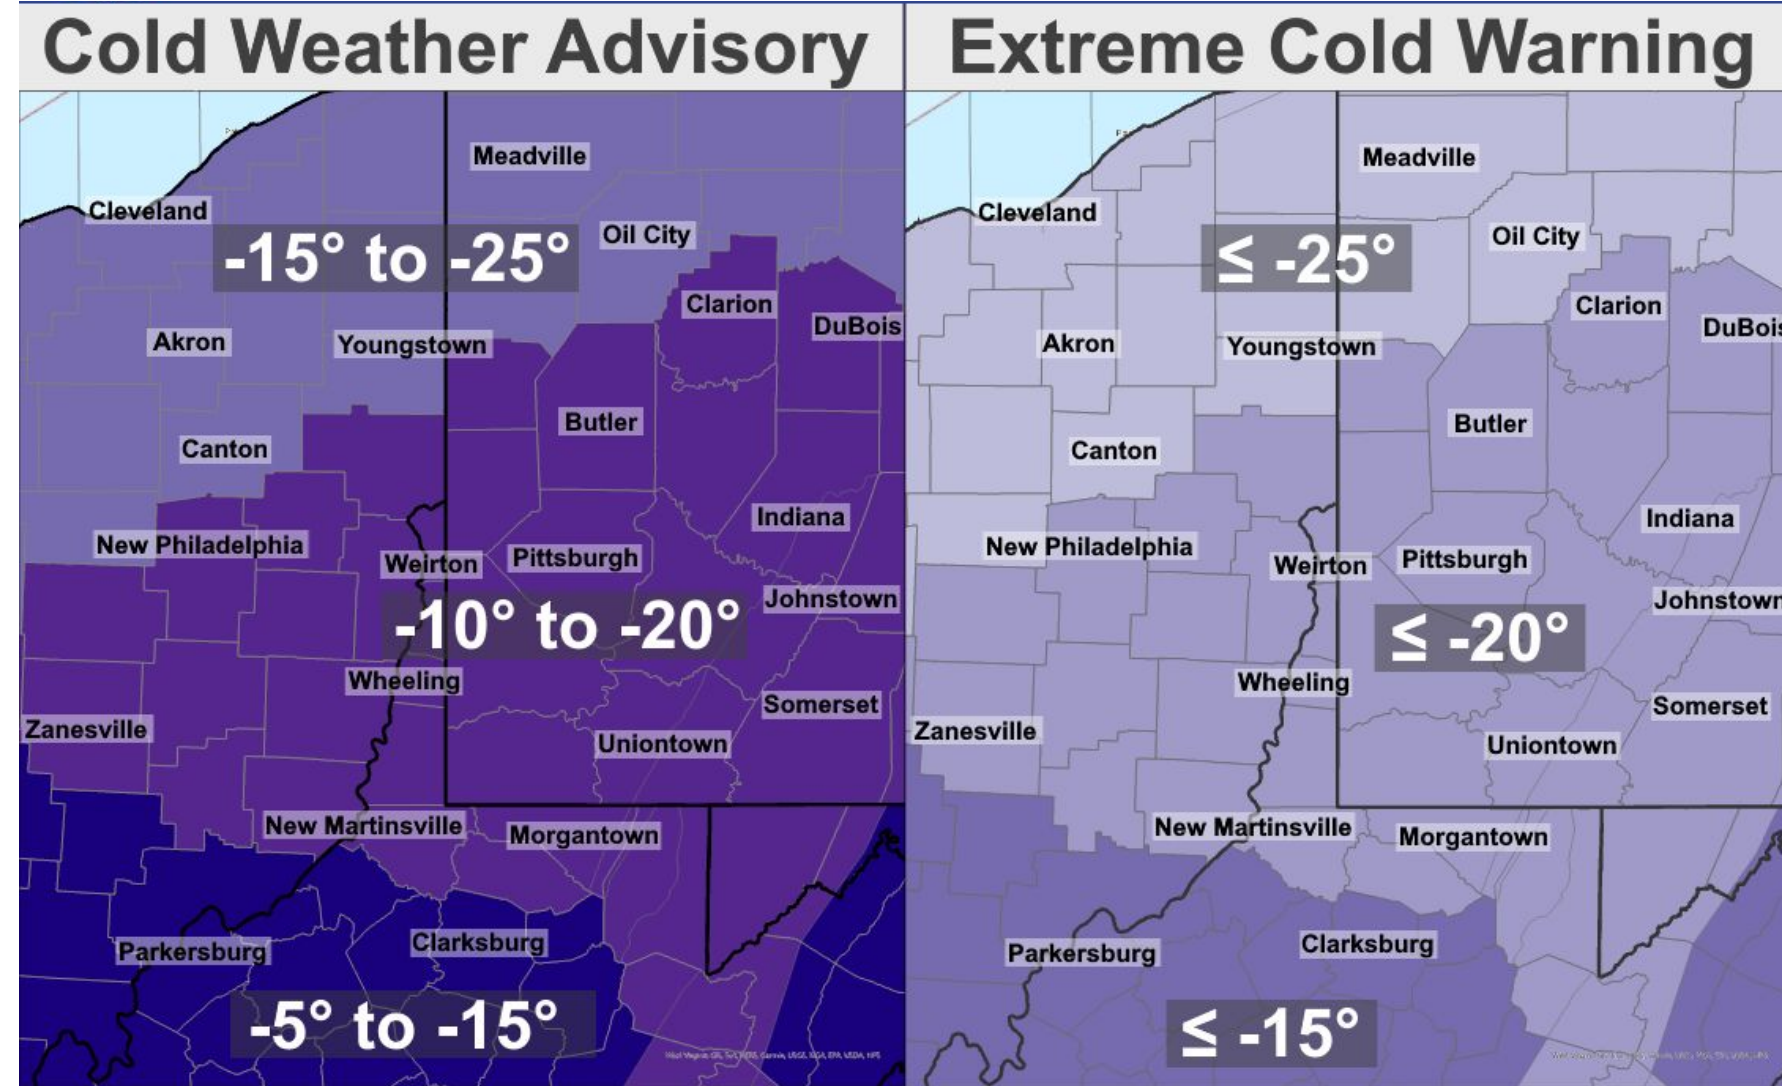 Cold Weather Advisory
Meadville
Cleveland
Oil City
-15° to -25°
Clarion
DuBois
Akron
Youngstown
Butler
Canton
Indiana
New Philadelphia
Weirton
Pittsburgh
Johnstown
-10° to -20°
Wheeling
Somerset
Zanesville
Uniontown
New Martinsville
Morgantown
Clarksburg
Parkersburg
-5° to -15°
Extreme Cold Warning
Meadville
Cleveland
Oil City
≤ -25°
Clarion
DuBois
Akron
Youngstown
Butler
Canton
Indiana
New Philadelphia
Weirton
Pittsburgh
Johnstown
≤ -20°
Wheeling
Somerset
Zanesville
Uniontown
New Martinsville
Morgantown
Clarksburg
Parkersburg
≤ -15°